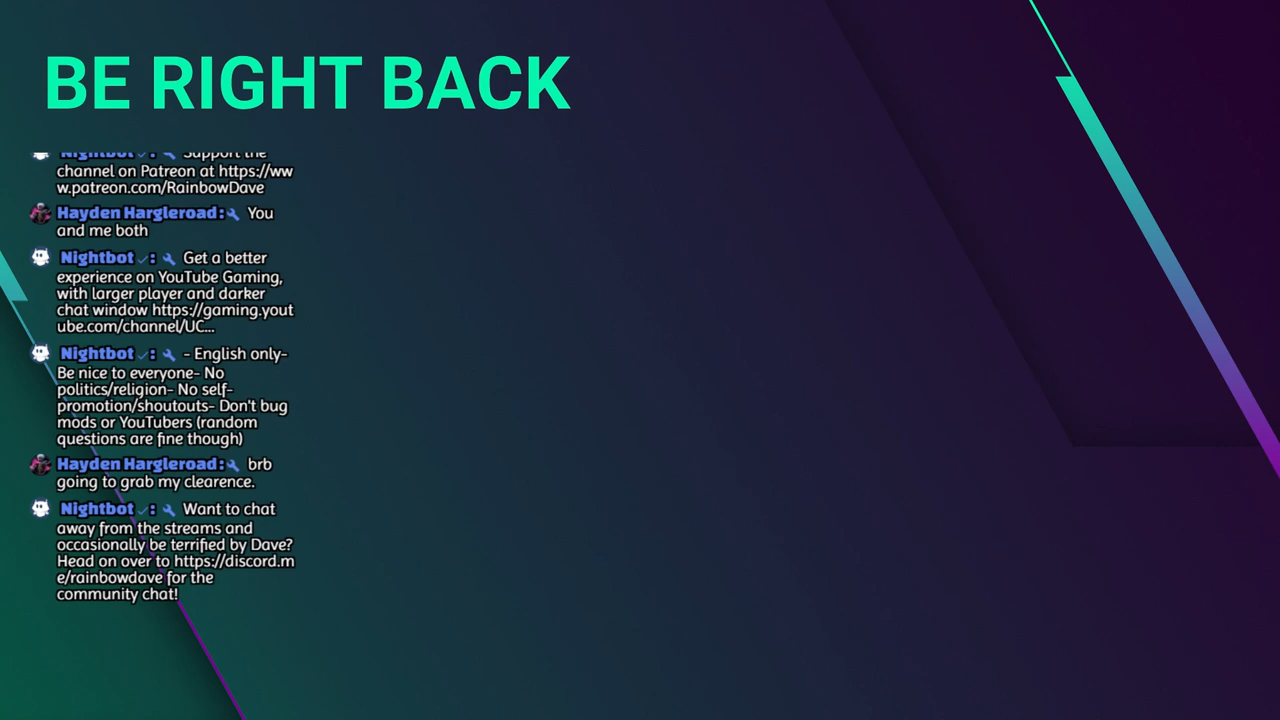 BE RIGHT BACK
Nightbot ✓: Support the
channel on Patreon at https://ww
w.patreon.com/RainbowDave
Hayden Hargleroad: You
and me both
Nightbot ✓: Get a better
experience on YouTube Gaming,
with larger player and darker
chat window https://gaming.yout
ube.com/channel/UC...
Nightbot ✓: - English only-
Be nice to everyone- No
politics/religion- No self-
promotion/shoutouts- Don't bug
mods or YouTubers (random
questions are fine though)
Hayden Hargleroad: brb
going to grab my clearence.
Nightbot ✓: Want to chat
away from the streams and
occasionally be terrified by Dave?
Head on over to https://discord.m
e/rainbowdave for the
community chat!